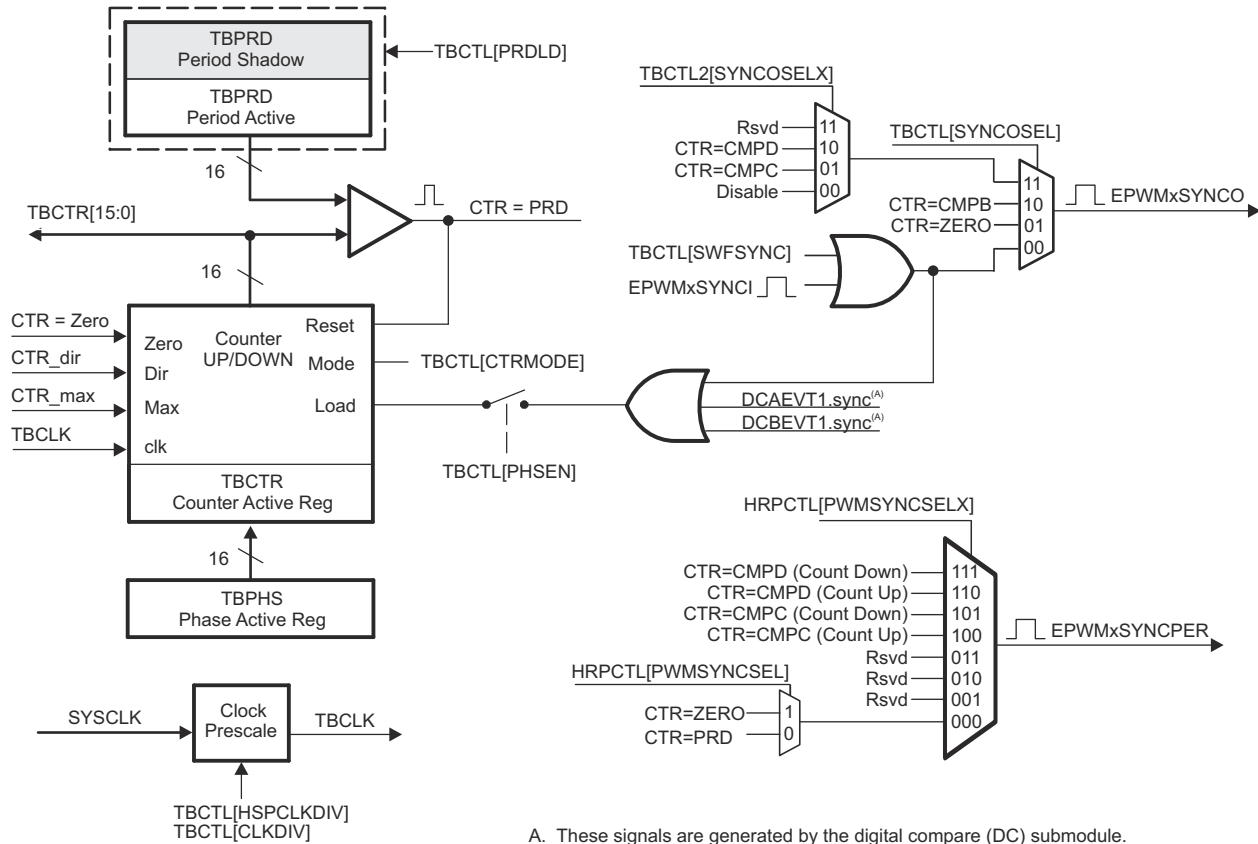 TBPRD
Period Shadow
TBPRD
Period Active
TBCTL[PRDLD]
16
TBCTR[15:0]
CTR = PRD
16
CTR = Zero
CTR_dir
CTR_max
TBCLK
Zero
Dir
Max
clk
Counter
UP/DOWN
Reset
Mode
Load
TBCTL[CTRMODE]
TBCTL[PHSEN]
TBCTR
Counter Active Reg
16
TBPHS
Phase Active Reg
SYSCLK
Clock
Prescale
TBCLK
TBCTL[HSPCLKDIV]
TBCTL[CLKDIV]
TBCTL2[SYNCOSELX]
Rsvd 11
CTR=CMPD 10
CTR=CMPC 01
Disable 00
TBCTL[SYNCOSEL]
11
CTR=CMPB 10
CTR=ZERO 01
00
EPWMxSYNCO
TBCTL[SWFSYNC]
EPWMxSYNCI
DCAEVT1.sync(A)
DCBEVT1.sync(A)
HRPCTL[PWMSYNCSELX]
CTR=CMPD (Count Down) 111
CTR=CMPD (Count Up) 110
CTR=CMPC (Count Down) 101
CTR=CMPC (Count Up) 100
Rsvd 011
Rsvd 010
Rsvd 001
000
EPWMxSYNCPER
HRPCTL[PWMSYNCSEL]
CTR=ZERO 1
CTR=PRD 0
A. These signals are generated by the digital compare (DC) submodule.